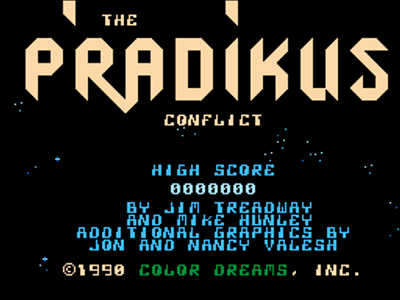 THE
PRADIKUS
CONFLICT
HIGH SCORE
0000000
BY JIM TREADWAY
AND MIKE HUNLEY
ADDITIONAL GRAPHICS BY
JON AND NANCY VALESH
©1990 COLOR DREAMS, INC.